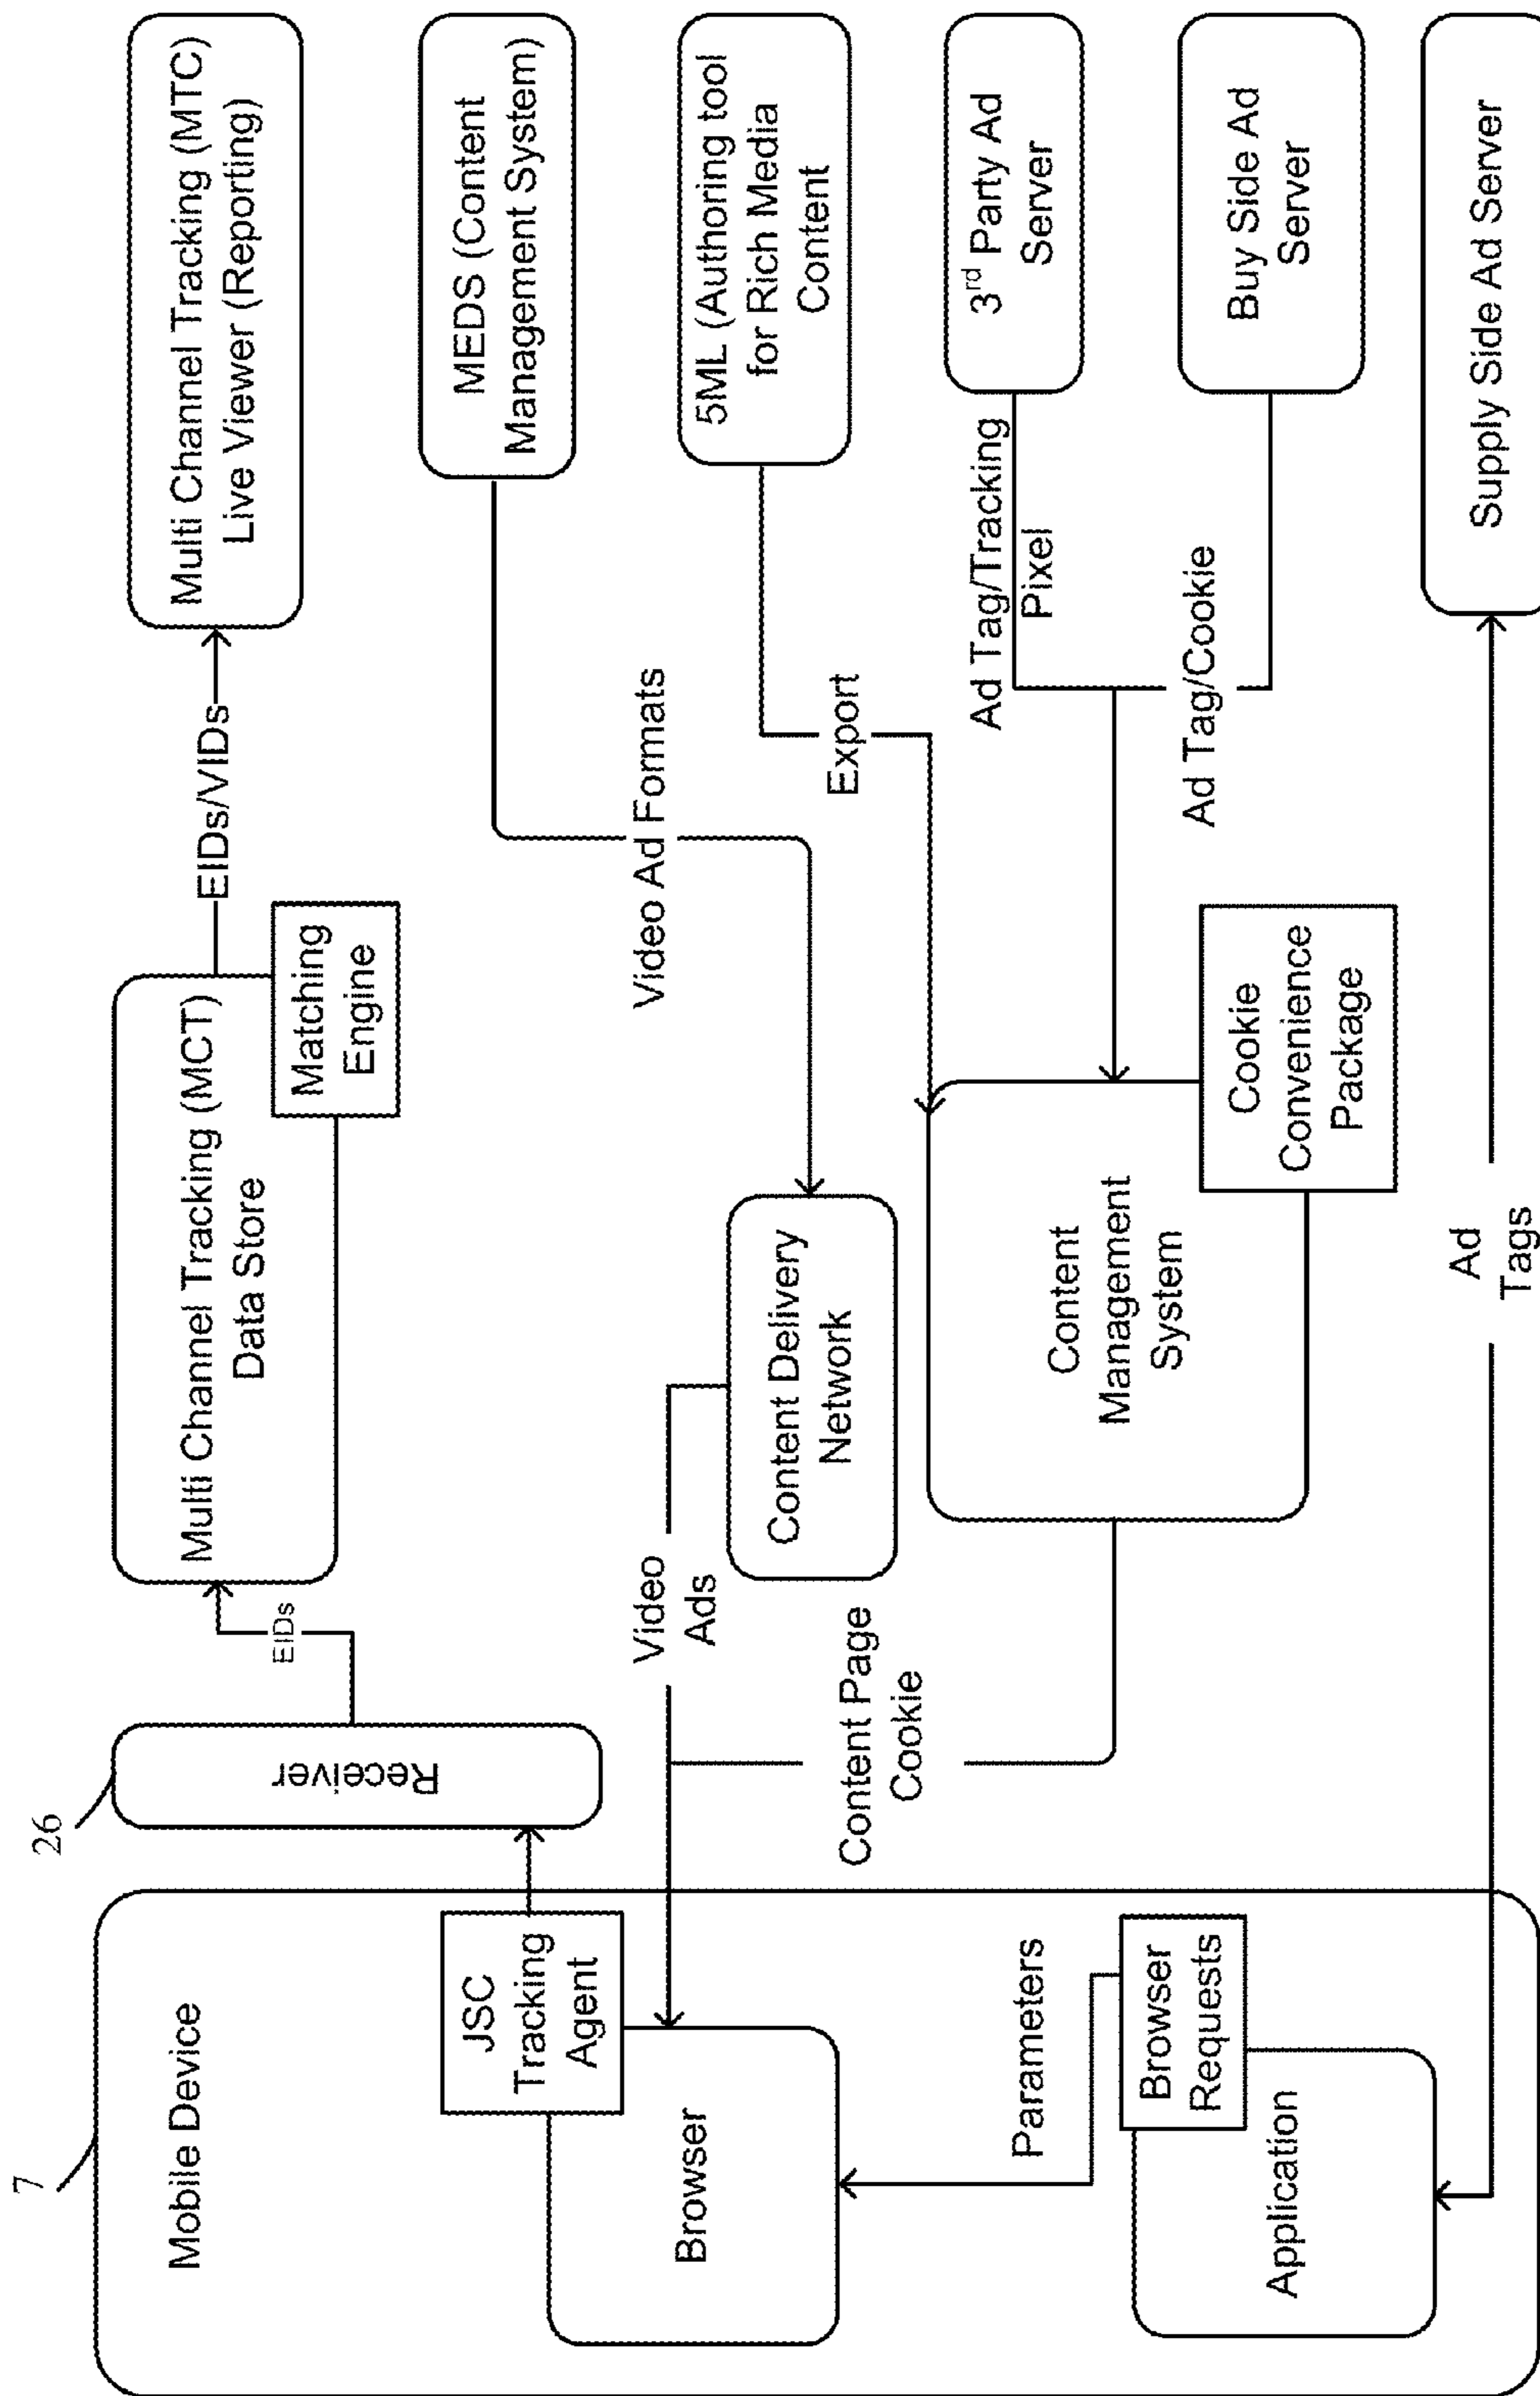 7
Mobile Device
JSC
Tracking
Agent
Browser
Parameters
Browser
Requests
Application
26
Receiver
EIDs
Multi Channel Tracking (MCT)
Data Store
Matching
Engine
EIDs/VIDs
Multi Channel Tracking (MTC)
Live Viewer (Reporting)
MEDS (Content
Management System)
Video Ad Formats
Content Delivery
Network
Video
Ads
5ML (Authoring tool
for Rich Media
Content
Export
Content
Management
System
Cookie
Convenience
Package
Content Page
Cookie
3rd Party Ad
Server
Ad Tag/Tracking
Pixel
Buy Side Ad
Server
Ad Tag/Cookie
Supply Side Ad Server
Ad
Tags